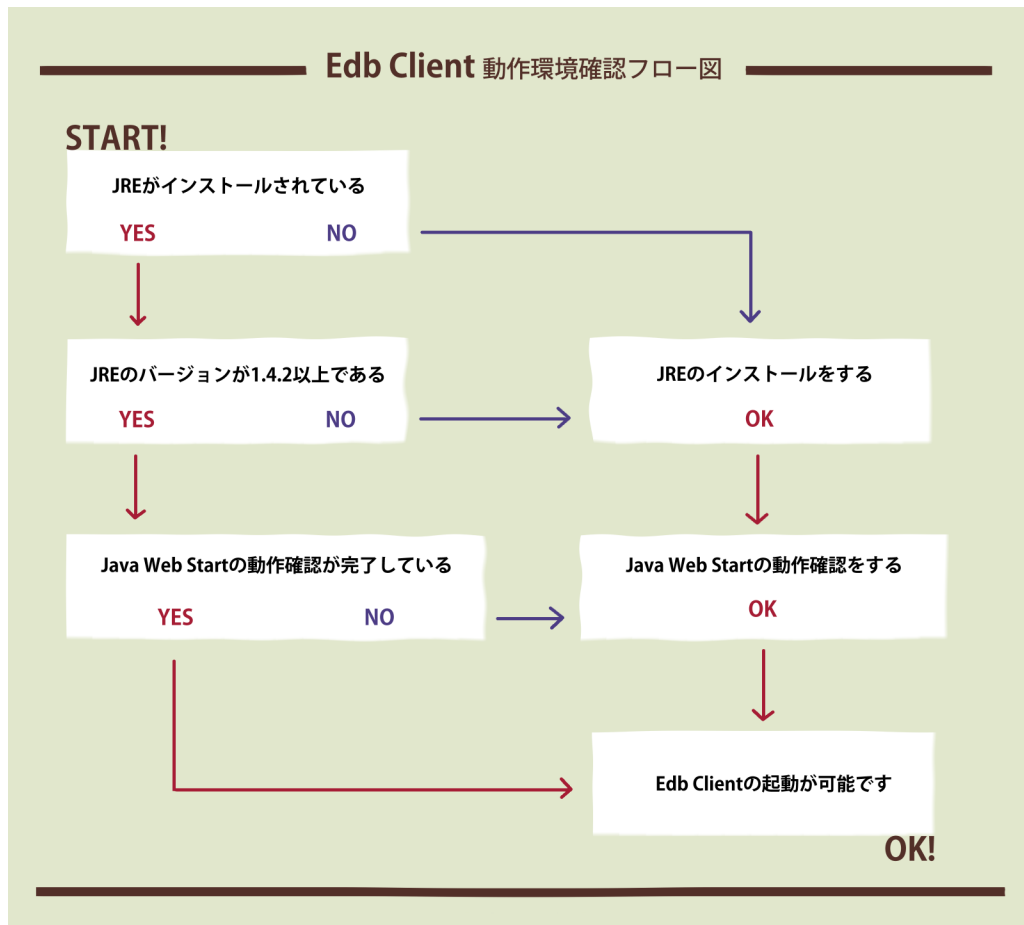 Edb Client 動作環境確認フロー図
START!
JREがインストールされている
YES NO
JREのバージョンが1.4.2以上である
YES NO
JREのインストールをする
OK
Java Web Startの動作確認が完了している
YES NO
Java Web Startの動作確認をする
OK
Edb Clientの起動が可能です
OK!